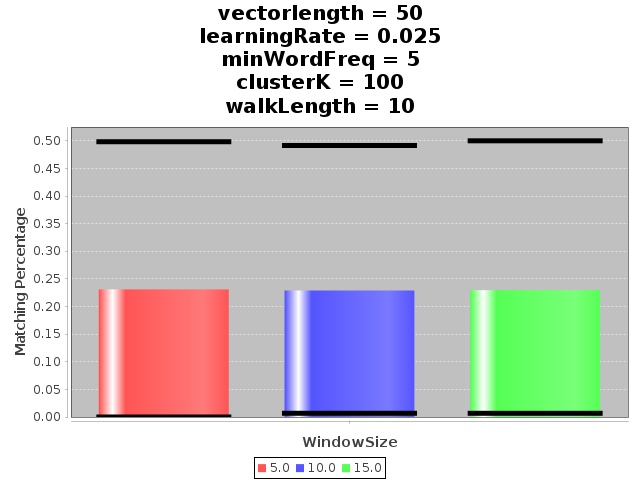 vectorlength = 50
learningRate = 0.025
minWordFreq = 5
clusterK = 100
walkLength = 10
Matching Percentage
0.50
0.45
0.40
0.35
0.30
0.25
0.20
0.15
0.10
0.05
0.00
WindowSize
5.0 10.0 15.0